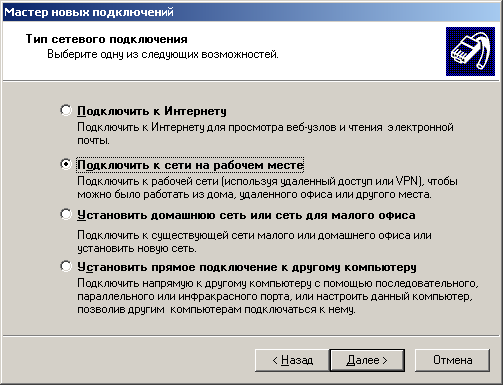 Мастер новых подключений
Тип сетевого подключения
Выберите одну из следующих возможностей.
Подключить к Интернету
Подключить к Интернету для просмотра веб-узлов и чтения электронной
почты.
Подключить к сети на рабочем месте
Подключить к рабочей сети (используя удаленный доступ или VPN), чтобы
можно было работать из дома, удаленного офиса или другого места.
Установить домашнюю сеть или сеть для малого офиса
Подключить к существующей сети малого или домашнего офиса или
установить новую сеть.
Установить прямое подключение к другому компьютеру
Подключить напрямую к другому компьютеру с помощью последовательного,
параллельного или инфракрасного порта, или настроить данный компьютер,
позволив другим компьютерам подключаться к нему.
< Назад Далее > Отмена